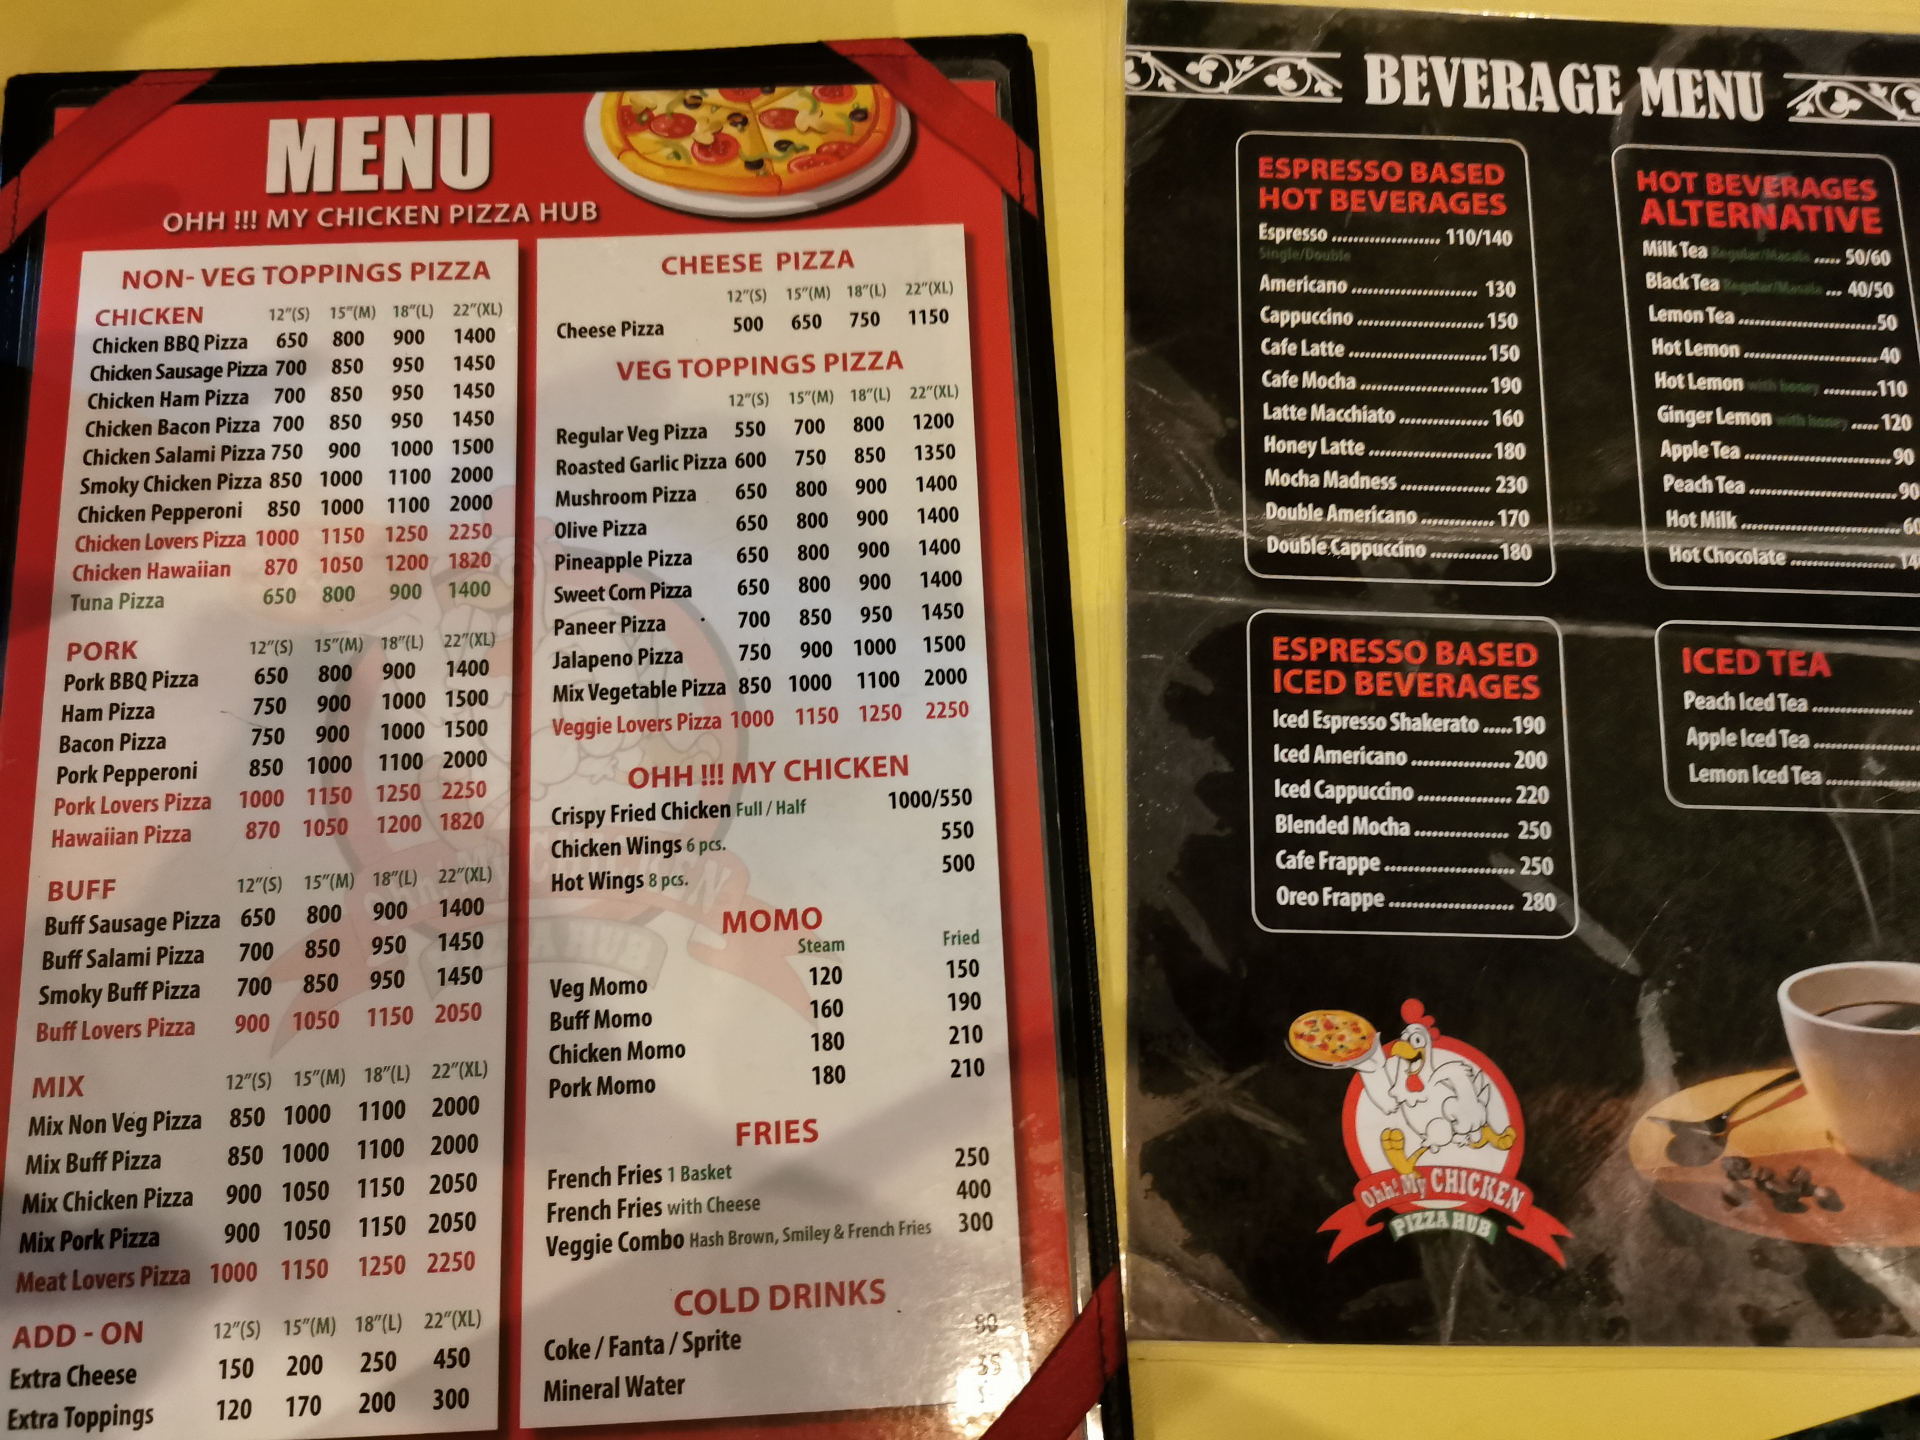 MENU
OHH !!! MY CHICKEN PIZZA HUB
NON- VEG TOPPINGS PIZZA
CHICKEN 12"(S) 15"(M) 18"(L) 22"(XL)
Chicken BBQ Pizza 650 800 900 1400
Chicken Sausage Pizza 700 850 950 1450
Chicken Ham Pizza 700 850 950 1450
Chicken Bacon Pizza 700 850 950 1450
Chicken Salami Pizza 750 900 1000 1500
Smoky Chicken Pizza 850 1000 1100 2000
Chicken Pepperoni 850 1000 1100 2000
Chicken Lovers Pizza 1000 1150 1250 2250
Chicken Hawaiian 870 1050 1200 1820
Tuna Pizza 650 800 900 1400
PORK 12"(S) 15"(M) 18"(L) 22"(XL)
Pork BBQ Pizza 650 800 900 1400
Ham Pizza 750 900 1000 1500
Bacon Pizza 750 900 1000 1500
Pork Pepperoni 850 1000 1100 2000
Pork Lovers Pizza 1000 1150 1250 2250
Hawaiian Pizza 870 1050 1200 1820
BUFF 12"(S) 15"(M) 18"(L) 22"(XL)
Buff Sausage Pizza 650 800 900 1400
Buff Salami Pizza 700 850 950 1450
Smoky Buff Pizza 700 850 950 1450
Buff Lovers Pizza 900 1050 1150 2050
MIX 12"(S) 15"(M) 18"(L) 22"(XL)
Mix Non Veg Pizza 850 1000 1100 2000
Mix Buff Pizza 850 1000 1100 2000
Mix Chicken Pizza 900 1050 1150 2050
Mix Pork Pizza 900 1050 1150 2050
Meat Lovers Pizza 1000 1150 1250 2250
ADD - ON 12"(S) 15"(M) 18"(L) 22"(XL)
Extra Cheese 150 200 250 450
Extra Toppings 120 170 200 300
CHEESE PIZZA
12"(S) 15"(M) 18"(L) 22"(XL)
Cheese Pizza 500 650 750 1150
VEG TOPPINGS PIZZA
12"(S) 15"(M) 18"(L) 22"(XL)
Regular Veg Pizza 550 700 800 1200
Roasted Garlic Pizza 600 750 850 1350
Mushroom Pizza 650 800 900 1400
Olive Pizza 650 800 900 1400
Pineapple Pizza 650 800 900 1400
Sweet Corn Pizza 650 800 900 1400
Paneer Pizza 700 850 950 1450
Jalapeno Pizza 750 900 1000 1500
Mix Vegetable Pizza 850 1000 1100 2000
Veggie Lovers Pizza 1000 1150 1250 2250
OHH !!! MY CHICKEN
Crispy Fried Chicken Full / Half 1000/550
Chicken Wings 6 pcs. 550
Hot Wings 8 pcs. 500
MOMO
Steam Fried
Veg Momo 120 150
Buff Momo 160 190
Chicken Momo 180 210
Pork Momo 180 210
FRIES
French Fries 1 Basket 250
French Fries with Cheese 400
Veggie Combo Hash Brown, Smiley & French Fries 300
COLD DRINKS
Coke / Fanta / Sprite 80
Mineral Water 35
BEVERAGE MENU
ESPRESSO BASED
HOT BEVERAGES
Espresso ..................... 110/140
Single/Double
Americano ........................ 130
Cappuccino ........................ 150
Cafe Latte .......................... 150
Cafe Mocha ........................ 190
Latte Macchiato ................. 160
Honey Latte ....................... 180
Mocha Madness ................. 230
Double Americano .............. 170
Double Cappuccino ............ 180
ESPRESSO BASED
ICED BEVERAGES
Iced Espresso Shakerato ..... 190
Iced Americano ................... 200
Iced Cappuccino .................. 220
Blended Mocha .................. 250
Cafe Frappe ........................ 250
Oreo Frappe ........................ 280
HOT BEVERAGES
ALTERNATIVE
Milk Tea Regular/Masala ..... 50/60
Black Tea Regular/Masala ... 40/50
Lemon Tea .......................... 50
Hot Lemon ......................... 40
Hot Lemon with honey .......... 110
Ginger Lemon with honey ..... 120
Apple Tea ............................ 90
Peach Tea ........................... 90
Hot Milk .............................. 60
Hot Chocolate ....................
ICED TEA
Peach Iced Tea ...................
Apple Iced Tea ...................
Lemon Iced Tea ..................
Ohh! My CHICKEN
PIZZA HUB